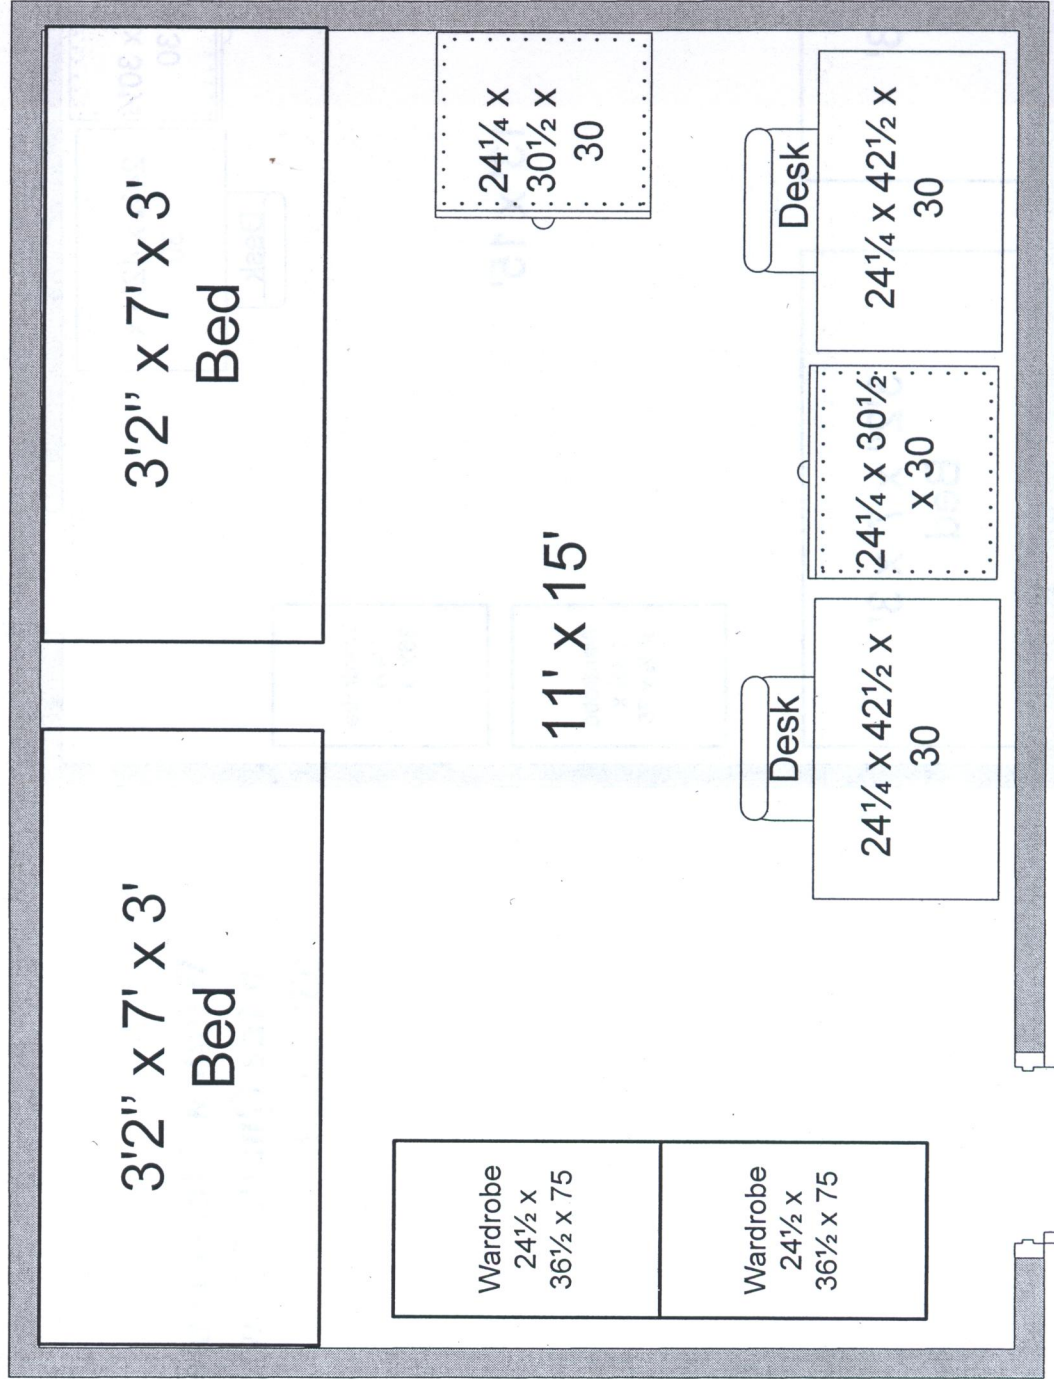 3'2" x 7' x 3'
Bed
3'2" x 7' x 3'
Bed
24¼ x
30½ x
30
Wardrobe
24½ x
36½ x 75
11' x 15'
Wardrobe
24½ x
36½ x 75
Desk
24¼ x 42½ x
30
24¼ x 30½
x 30
Desk
24¼ x 42½ x
30